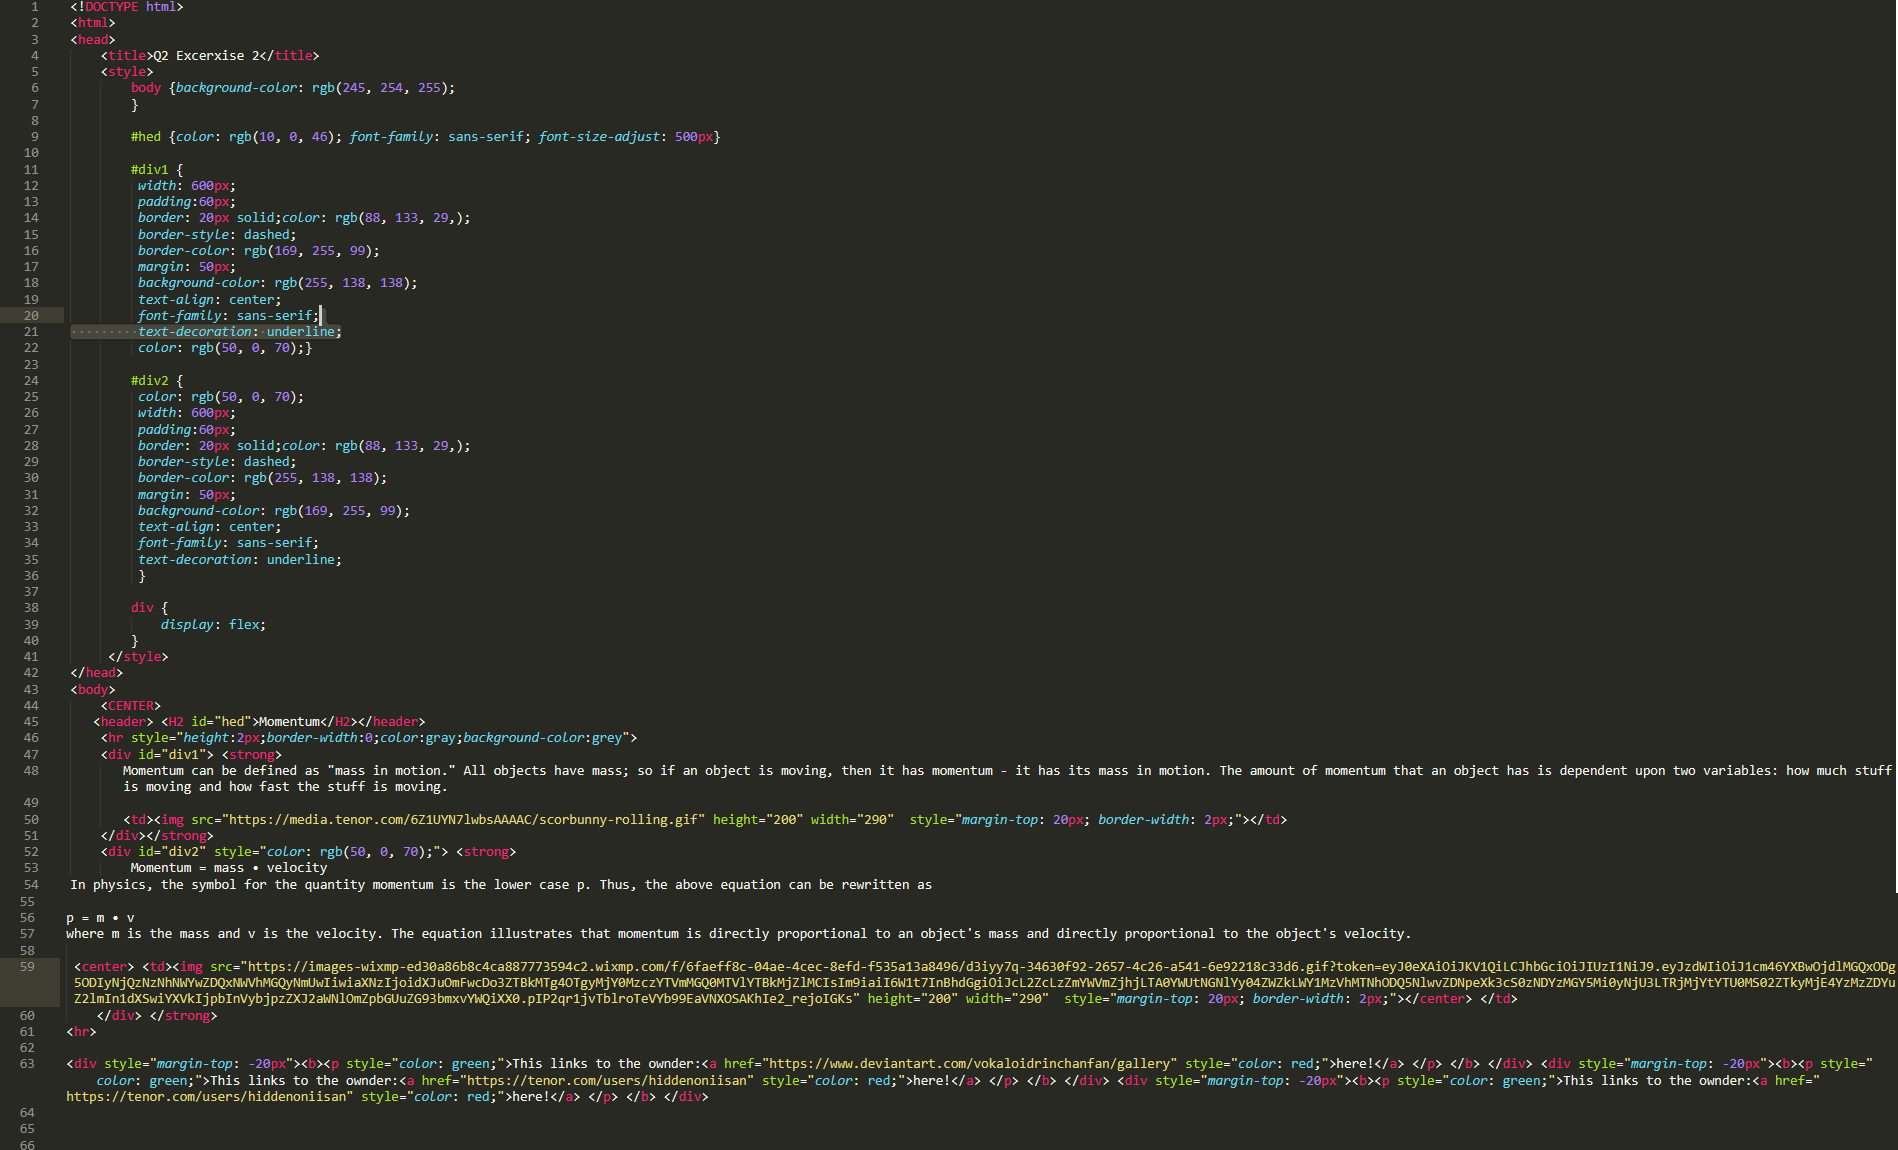 1 <!DOCTYPE html>
2 <html>
3 <head>
4 <title>Q2 Excerxise 2</title>
5 <style>
6 body {background-color: rgb(245, 254, 255);
7 }
8
9 #hed {color: rgb(10, 0, 46); font-family: sans-serif; font-size-adjust: 500px}
10
11 #div1 {
12 width: 600px;
13 padding:60px;
14 border: 20px solid;color: rgb(88, 133, 29,);
15 border-style: dashed;
16 border-color: rgb(169, 255, 99);
17 margin: 50px;
18 background-color: rgb(255, 138, 138);
19 text-align: center;
20 font-family: sans-serif;
21 text-decoration: underline;
22 color: rgb(50, 0, 70);}
23
24 #div2 {
25 color: rgb(50, 0, 70);
26 width: 600px;
27 padding:60px;
28 border: 20px solid;color: rgb(88, 133, 29,);
29 border-style: dashed;
30 border-color: rgb(255, 138, 138);
31 margin: 50px;
32 background-color: rgb(169, 255, 99);
33 text-align: center;
34 font-family: sans-serif;
35 text-decoration: underline;
36 }
37
38 div {
39 display: flex;
40 }
41 </style>
42 </head>
43 <body>
44 <CENTER>
45 <header> <H2 id="hed">Momentum</H2></header>
46 <hr style="height:2px;border-width:0;color:gray;background-color:grey">
47 <div id="div1"> <strong>
48 Momentum can be defined as "mass in motion." All objects have mass; so if an object is moving, then it has momentum - it has its mass in motion. The amount of momentum that an object has is dependent upon two variables: how much stuff
is moving and how fast the stuff is moving.
49
50 <td><img src="https://media.tenor.com/6Z1UYN7lwbsAAAAC/scorbunny-rolling.gif" height="200" width="290"  style="margin-top: 20px; border-width: 2px;"></td>
51 </div></strong>
52 <div id="div2" style="color: rgb(50, 0, 70);"> <strong>
53 Momentum = mass • velocity
54 In physics, the symbol for the quantity momentum is the lower case p. Thus, the above equation can be rewritten as
55
56 p = m • v
57 where m is the mass and v is the velocity. The equation illustrates that momentum is directly proportional to an object's mass and directly proportional to the object's velocity.
58
59 <center> <td><img src="https://images-wixmp-ed30a86b8c4ca887773594c2.wixmp.com/f/6faeff8c-04ae-4cec-8efd-f535a13a8496/d3iyy7q-34630f92-2657-4c26-a541-6e92218c33d6.gif?token=
height="200" width="290"  style="margin-top: 20px; border-width: 2px;"></center> </td>
60 </div> </strong>
61 <hr>
62
63 <div style="margin-top: -20px"><b><p style="color: green;">This links to the ownder:<a href="https://www.deviantart.com/vokaloidrinchanfan/gallery" style="color: red;">here!</a> </p> </b> </div> <div style="margin-top: -20px"><b><p style="
color: green;">This links to the ownder:<a href="https://tenor.com/users/hiddenoniisan" style="color: red;">here!</a> </p> </b> </div> <div style="margin-top: -20px"><b><p style="color: green;">This links to the ownder:<a href="
https://tenor.com/users/hiddenoniisan" style="color: red;">here!</a> </p> </b> </div>
64
65
66